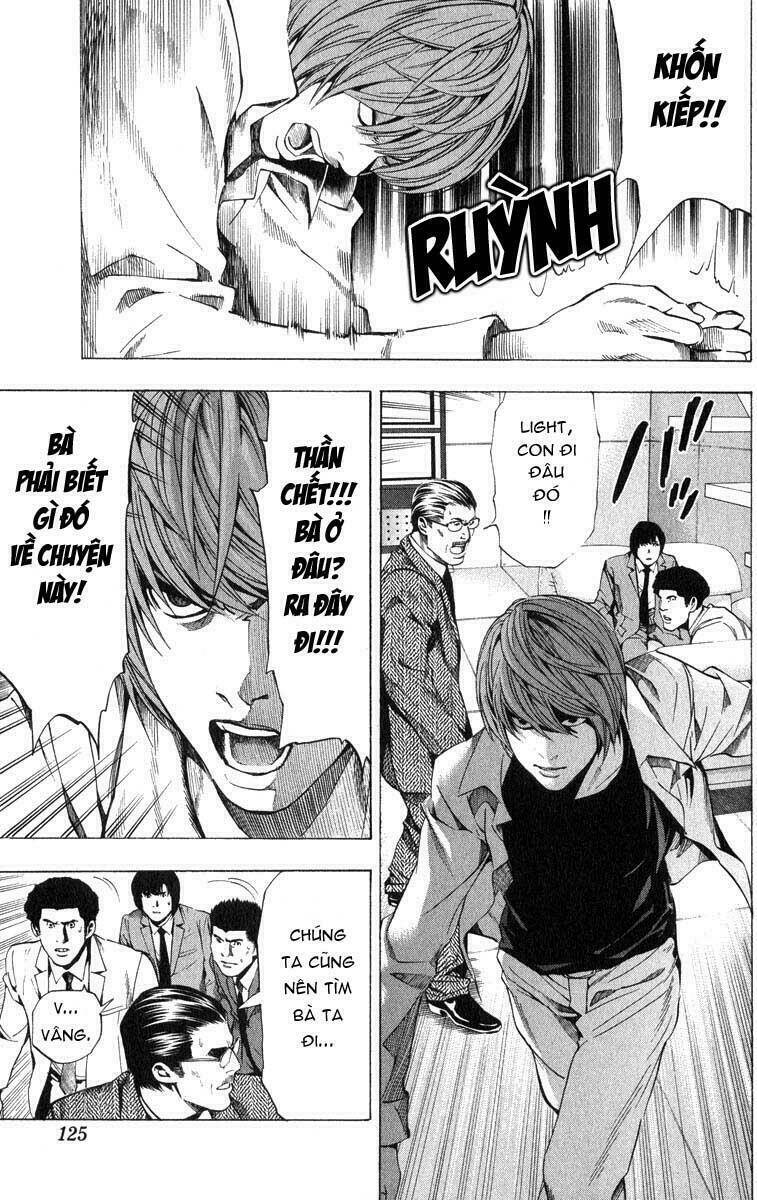 KHỐN
KIẾP!!
RUỲNH
LIGHT,
CON ĐI
ĐÂU
ĐÓ
!!
THẦN
CHẾT!!!
BÀ Ở
ĐÂU?
RA ĐÂY
ĐI!!!
BÀ
PHẢI BIẾT
GÌ ĐÓ
VỀ CHUYỆN
NÀY!
CHÚNG
TA CŨNG
NÊN TÌM
BÀ TA
ĐI...
V...
VÂNG.
125